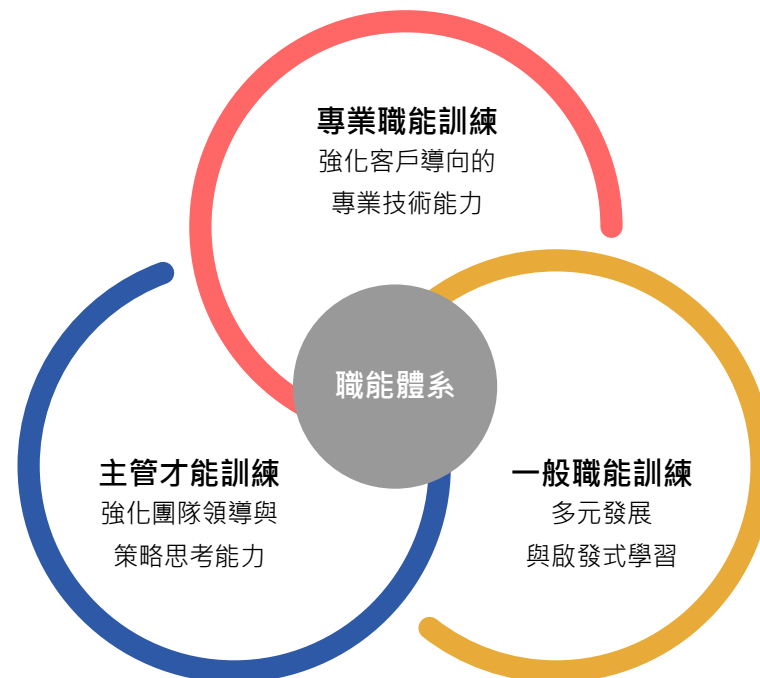 專業職能訓練
強化客戶導向的
專業技術能力
職能體系
主管才能訓練
強化團隊領導與
策略思考能力
一般職能訓練
多元發展
與啟發式學習